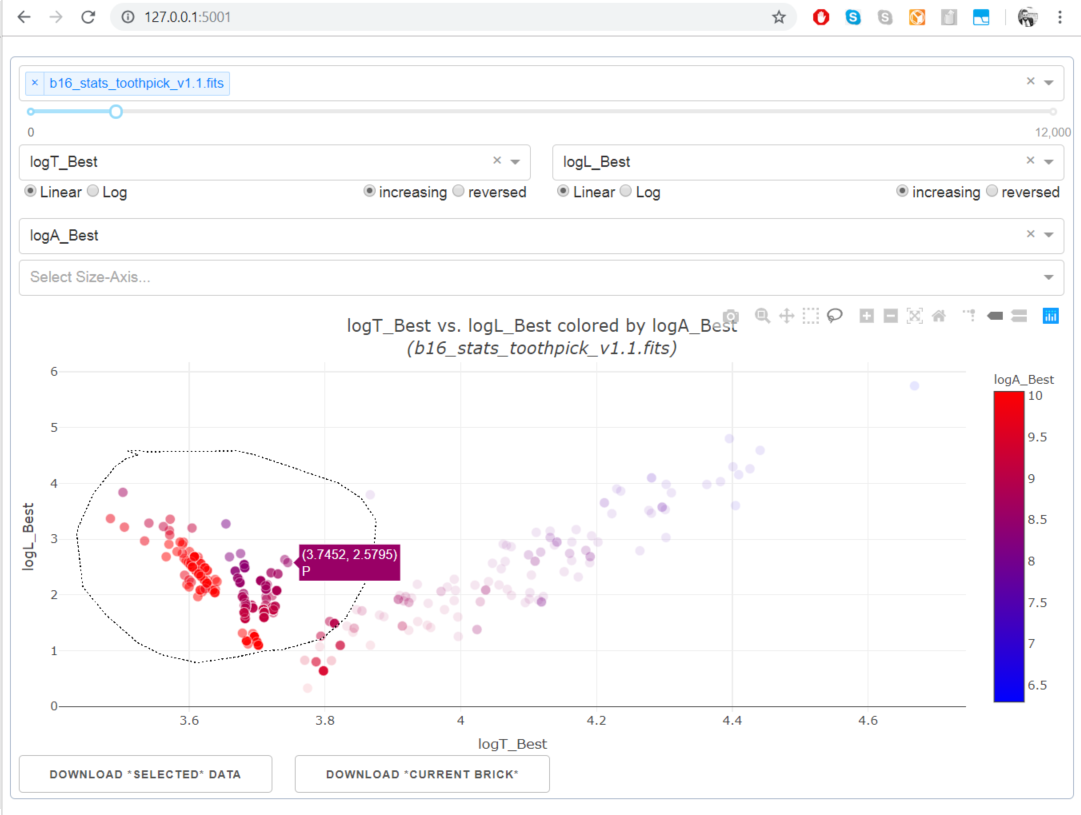 127.0.0.1:5001
× b16_stats_toothpick_v1.1.fits ×
0 12,000
logT_Best × logL_Best ×
Linear Log increasing reversed Linear Log increasing reversed
logA_Best ×
Select Size-Axis...
logT_Best vs. logL_Best colored by logA_Best
(b16_stats_toothpick_v1.1.fits)
logA_Best
6
5
4
3
2
1
0
logL_Best
(3.7452, 2.5795)
P
10
9.5
9
8.5
8
7.5
7
6.5
3.6 3.8 4 4.2 4.4 4.6
logT_Best
DOWNLOAD *SELECTED* DATA DOWNLOAD *CURRENT BRICK*